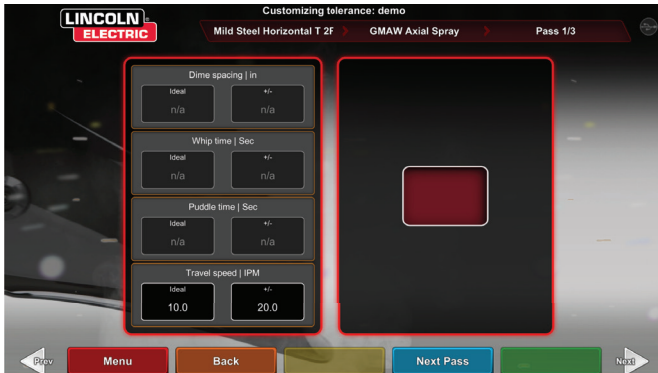 LINCOLN®
ELECTRIC
Customizing tolerance: demo
Mild Steel Horizontal T 2F
GMAW Axial Spray
Pass 1/3
Dime spacing | in
Ideal +/-
n/a n/a
Whip time | Sec
Ideal +/-
n/a n/a
Puddle time | Sec
Ideal +/-
n/a n/a
Travel speed | IPM
Ideal +/-
10.0 20.0
Prev Menu Back Next Pass Next